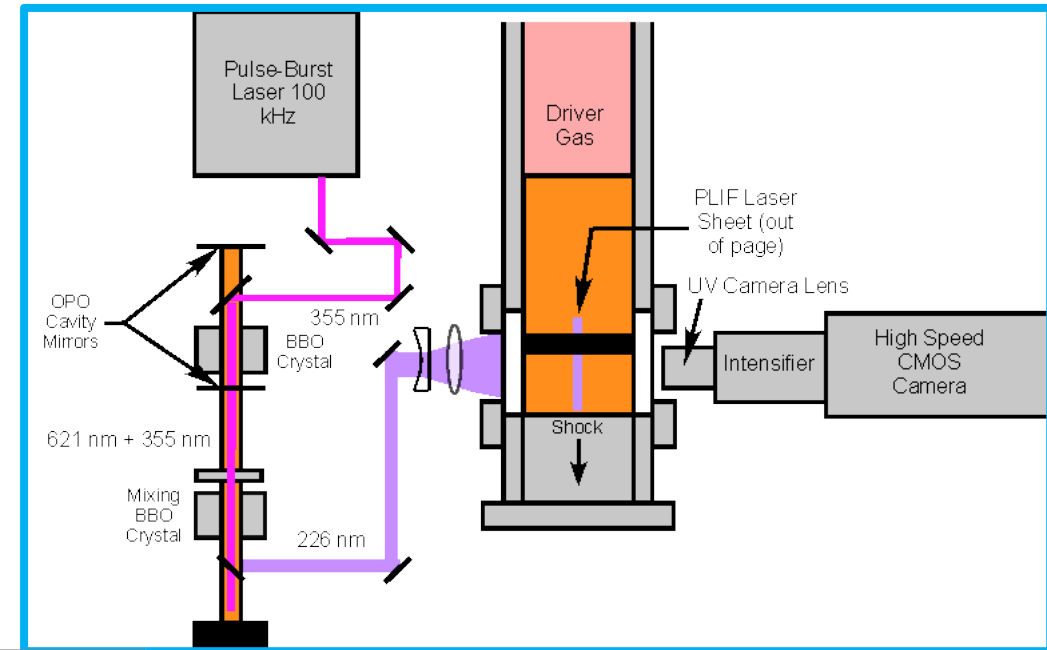 Pulse-Burst
Laser 100
kHz
Driver
Gas
PLIF Laser
Sheet (out
of page)
UV Camera Lens
OPO
Cavity
Mirrors
355 nm
BBO
Crystal
Intensifier
High Speed
CMOS
Camera
621 nm + 355 nm
Shock
Mixing
BBO
Crystal
226 nm